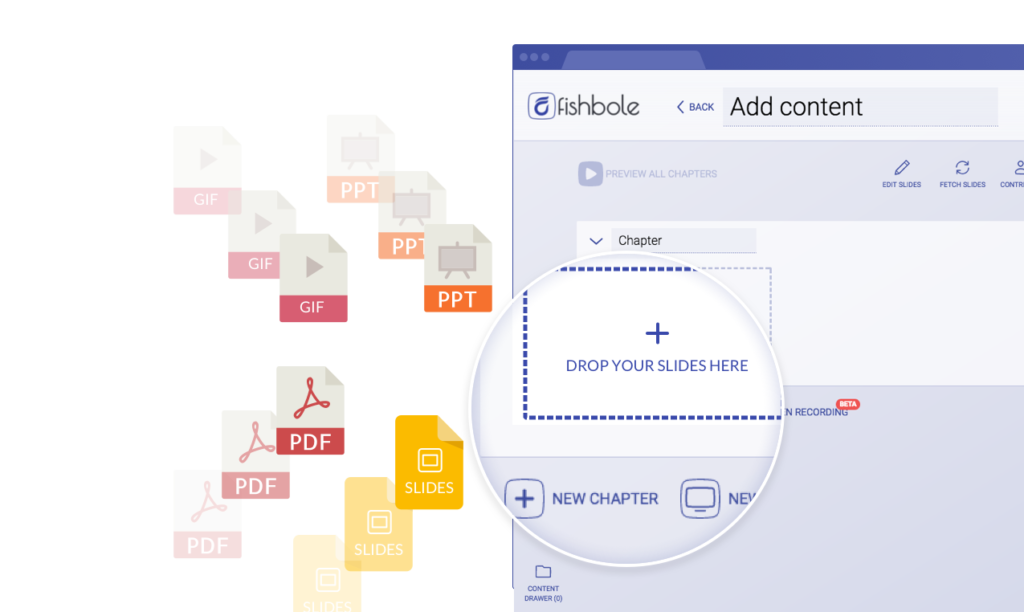 fishbole
BACK
Add content
PREVIEW ALL CHAPTERS
EDIT SLIDES
FETCH SLIDES
CONTR
Chapter
DROP YOUR SLIDES HERE
N RECORDING
BETA
NEW CHAPTER
NEW
CONTENT
DRAWER (0)
GIF
GIF
GIF
PPT
PPT
PPT
PDF
PDF
PDF
SLIDES
SLIDES
SLIDES